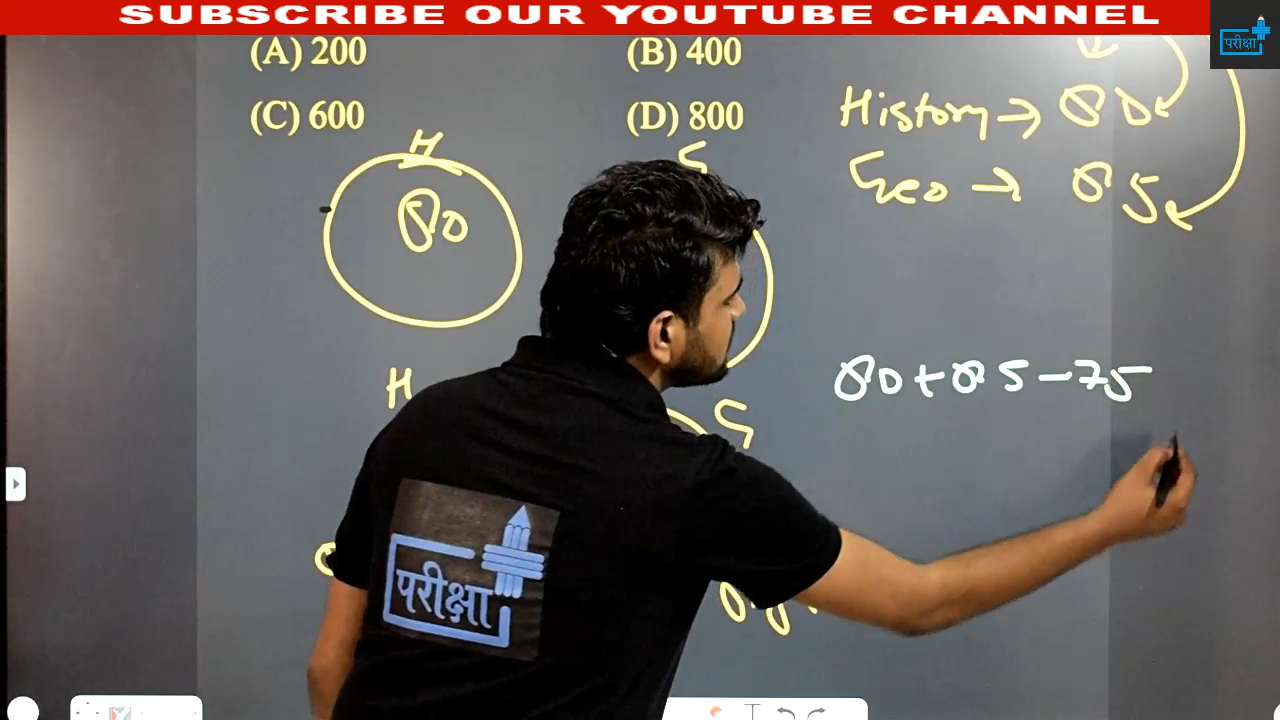 SUBSCRIBE OUR YOUTUBE CHANNEL
परीक्षा
(A) 200 (B) 400
(C) 600 (D) 800
History → 80
Geo → 85
H G
80
80+85-75
H G
परीक्षा